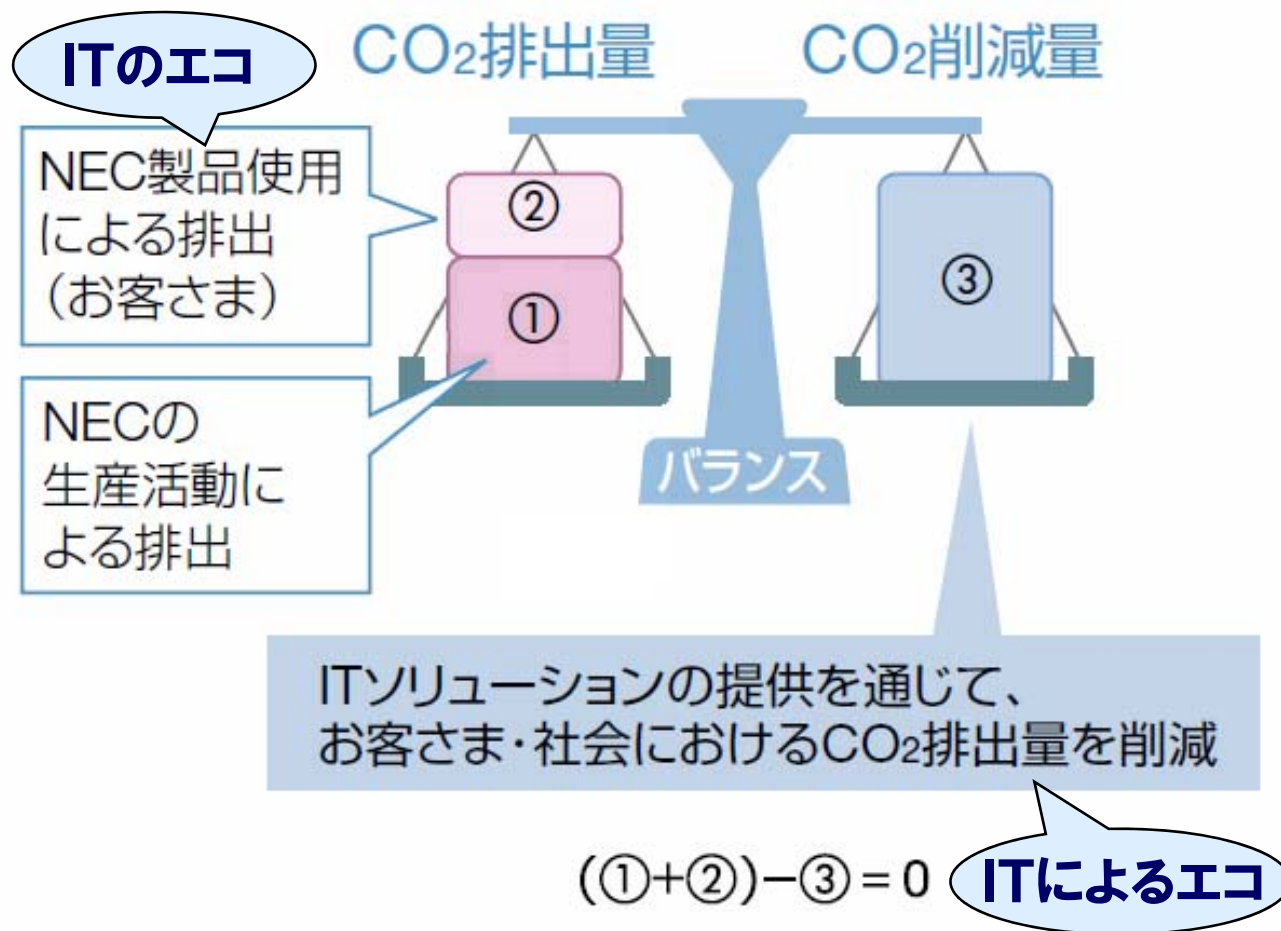 ITのエコ
CO₂排出量
CO₂削減量
NEC製品使用
による排出
（お客さま）
②
①
③
NECの
生産活動に
よる排出
バランス
ITソリューションの提供を通じて、
お客さま・社会におけるCO₂排出量を削減
(①+②)−③＝0
ITによるエコ